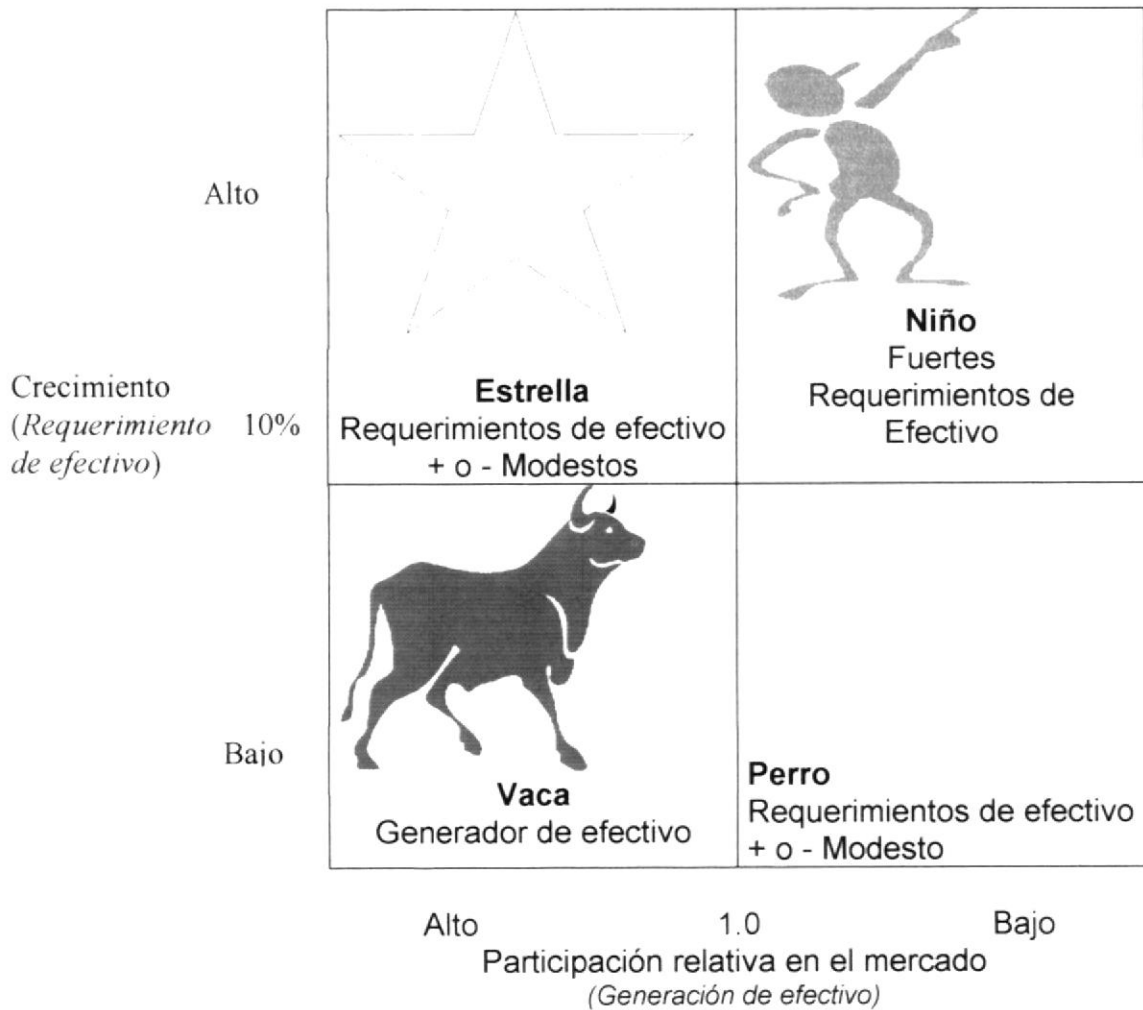 Alto
Niño
Fuertes
Requerimientos de
Efectivo
Crecimiento
(Requerimiento 10%
de efectivo)
Estrella
Requerimientos de efectivo
+ o - Modestos
Bajo
Vaca
Generador de efectivo
Perro
Requerimientos de efectivo
+ o - Modesto
Alto 1.0 Bajo
Participación relativa en el mercado
(Generación de efectivo)